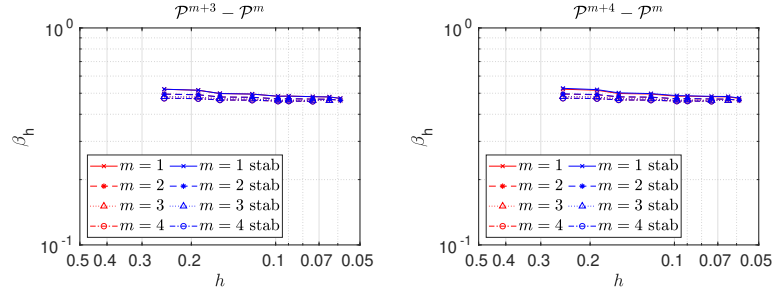 𝒫^{m+3} − 𝒫^m
10^0
β_h
m = 1 m = 1 stab
m = 2 m = 2 stab
m = 3 m = 3 stab
m = 4 m = 4 stab
10^{-1}
0.5 0.4 0.3 0.2 0.1 0.07 0.05
h
𝒫^{m+4} − 𝒫^m
10^0
β_h
m = 1 m = 1 stab
m = 2 m = 2 stab
m = 3 m = 3 stab
m = 4 m = 4 stab
10^{-1}
0.5 0.4 0.3 0.2 0.1 0.07 0.05
h